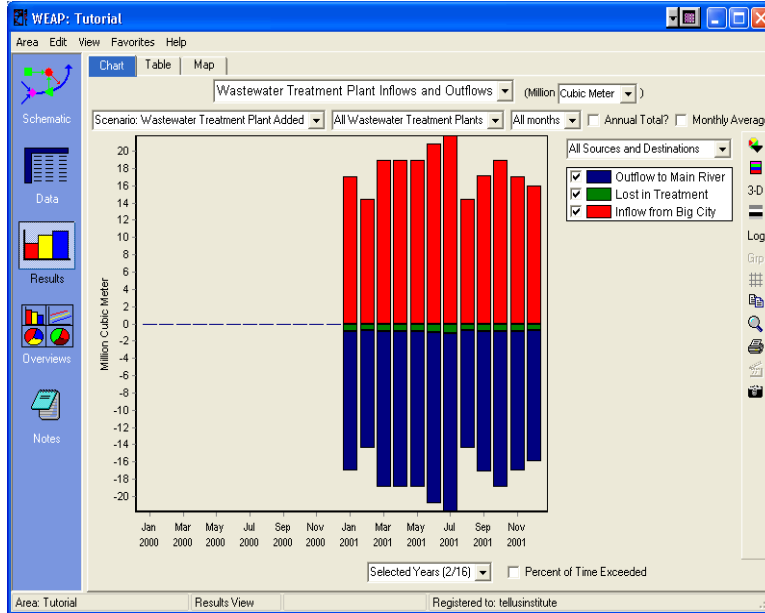 WEAP: Tutorial
Area Edit View Favorites Help
Chart Table Map
Wastewater Treatment Plant Inflows and Outflows (Million Cubic Meter )
Scenario: Wastewater Treatment Plant Added All Wastewater Treatment Plants All months Annual Total? Monthly Average
Schematic
Data
Results
Overviews
Notes
All Sources and Destinations
Outflow to Main River
Lost in Treatment
Inflow from Big City
3-D
Log
Grp
Million Cubic Meter
20
18
16
14
12
10
8
6
4
2
0
-2
-4
-6
-8
-10
-12
-14
-16
-18
-20
Jan Mar May Jul Sep Nov Jan Mar May Jul Sep Nov
2000 2000 2000 2000 2000 2000 2001 2001 2001 2001 2001 2001
Selected Years (2/16) Percent of Time Exceeded
Area: Tutorial Results View Registered to: tellusinstitute